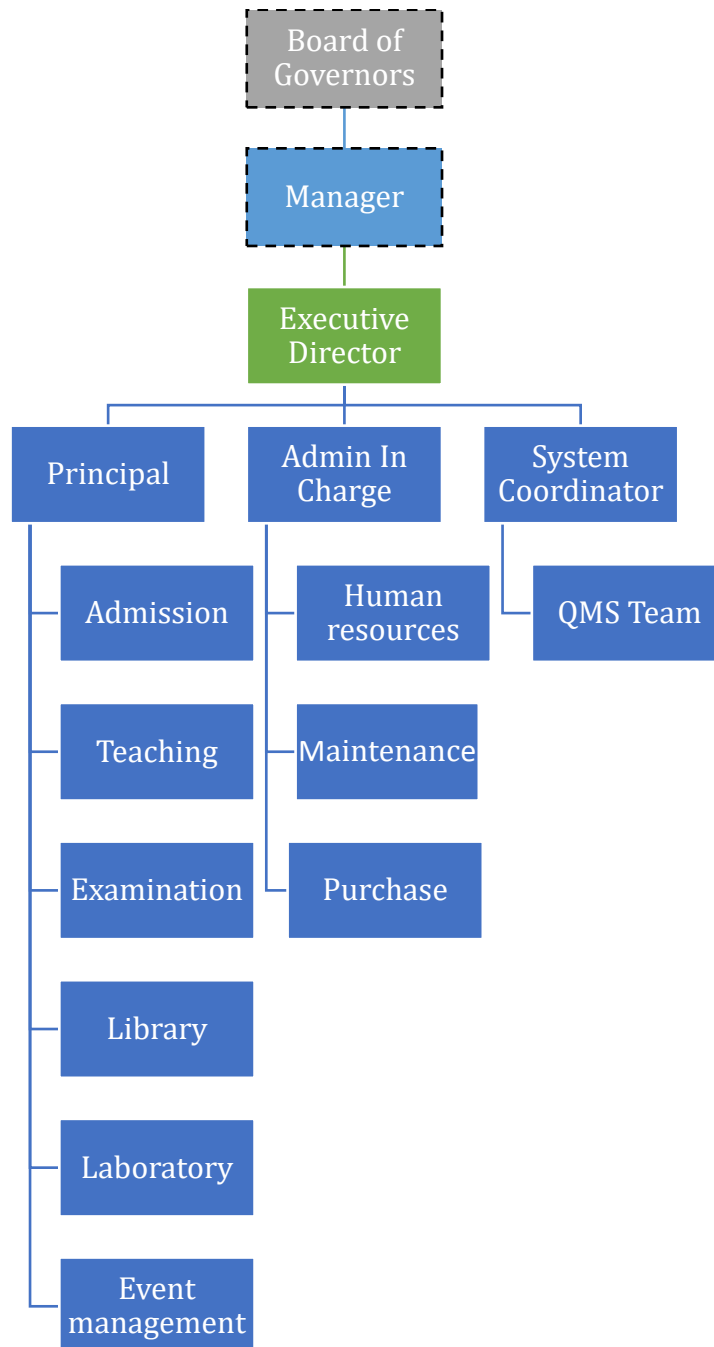 Board of
Governors
Manager
Executive
Director
Principal
Admin In
Charge
System
Coordinator
Admission
Human
resources
QMS Team
Teaching
Maintenance
Examination
Purchase
Library
Laboratory
Event
management